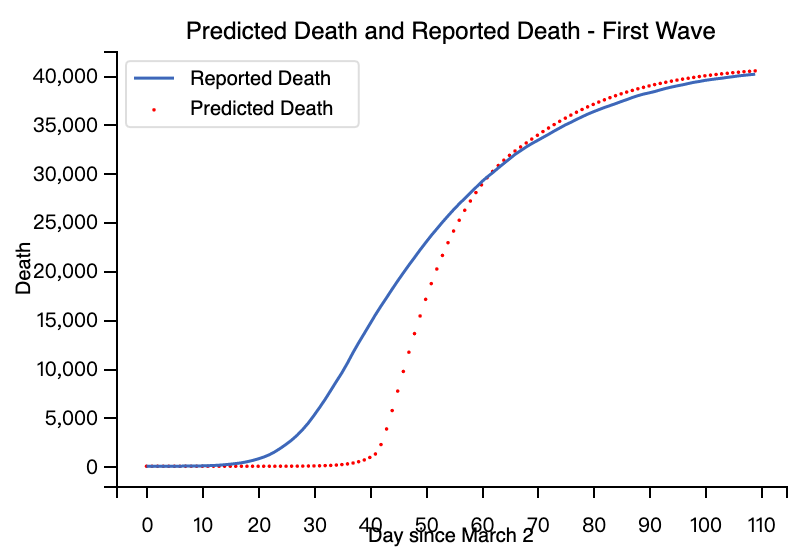 Predicted Death and Reported Death - First Wave
Reported Death
Predicted Death
40,000
35,000
30,000
25,000
20,000
15,000
10,000
5,000
0
Death
0 10 20 30 40 50 60 70 80 90 100 110
Day since March 2